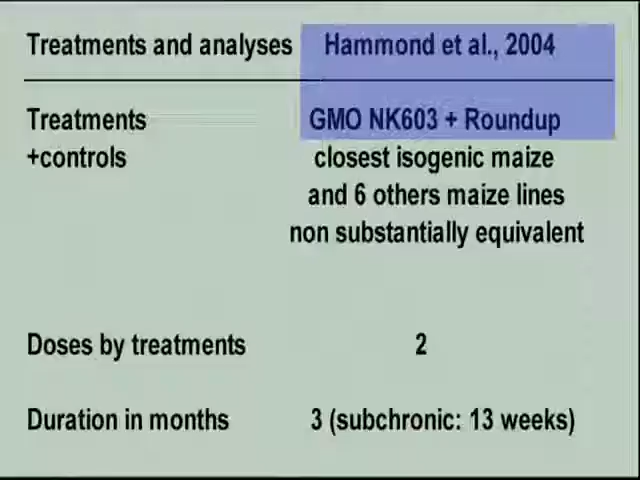 Treatments and analyses Hammond et al., 2004
Treatments GMO NK603 + Roundup
+controls closest isogenic maize
and 6 others maize lines
non substantially equivalent
Doses by treatments 2
Duration in months 3 (subchronic: 13 weeks)